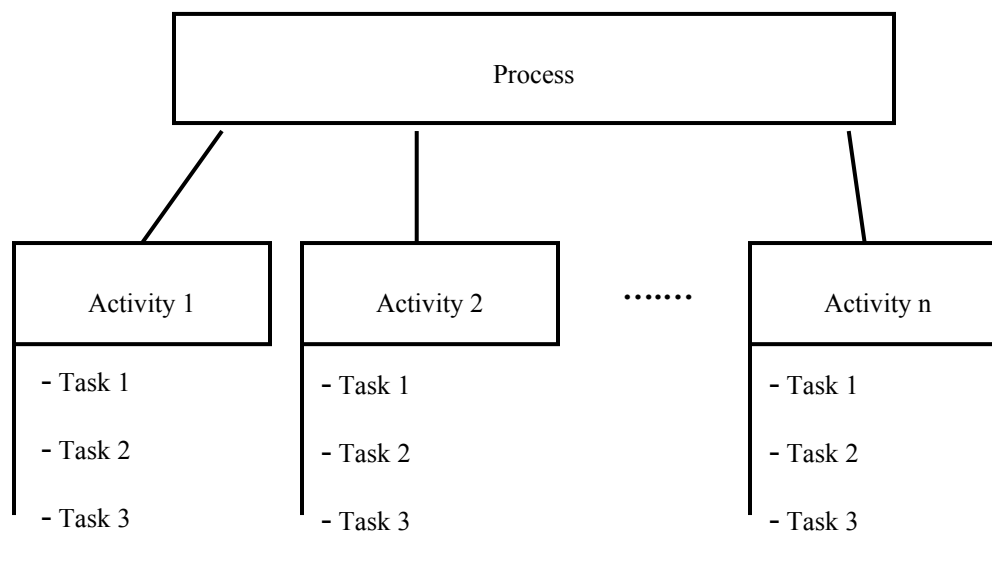 Process
Activity 1
Activity 2
.......
Activity n
- Task 1
- Task 2
- Task 3
- Task 1
- Task 2
- Task 3
- Task 1
- Task 2
- Task 3